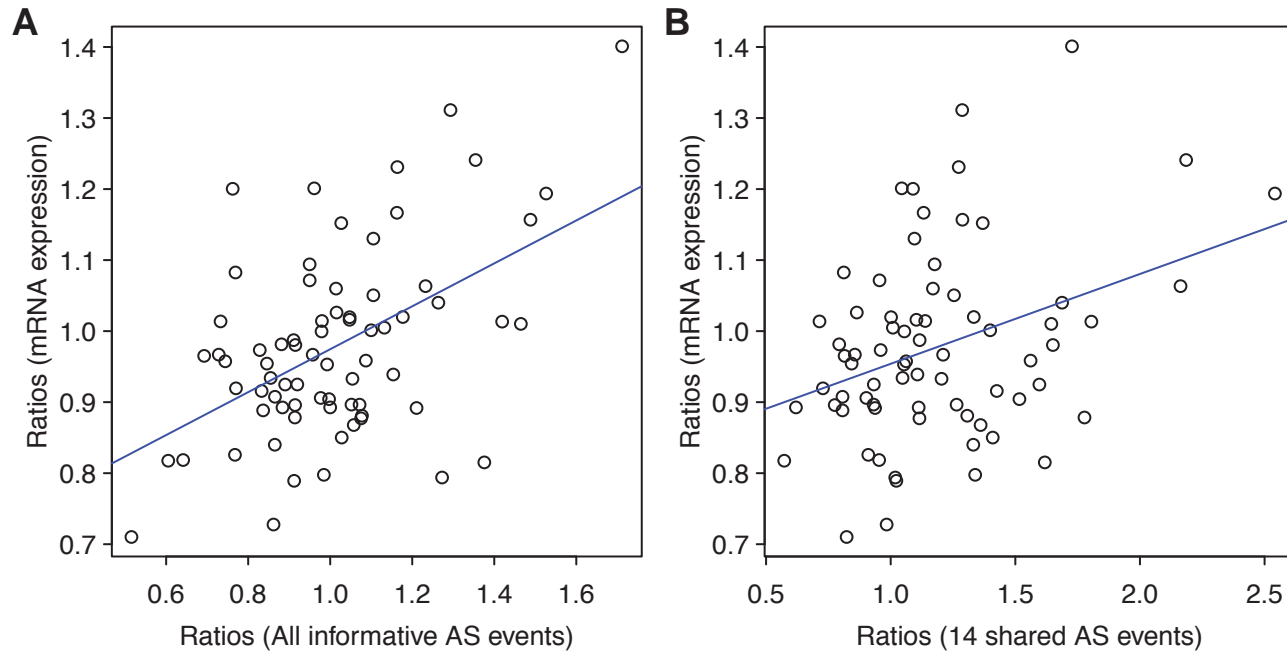 A
Ratios (mRNA expression)
1.4
1.3
1.2
1.1
1.0
0.9
0.8
0.7
0.6 0.8 1.0 1.2 1.4 1.6
Ratios (All informative AS events)
B
Ratios (mRNA expression)
1.4
1.3
1.2
1.1
1.0
0.9
0.8
0.7
0.5 1.0 1.5 2.0 2.5
Ratios (14 shared AS events)